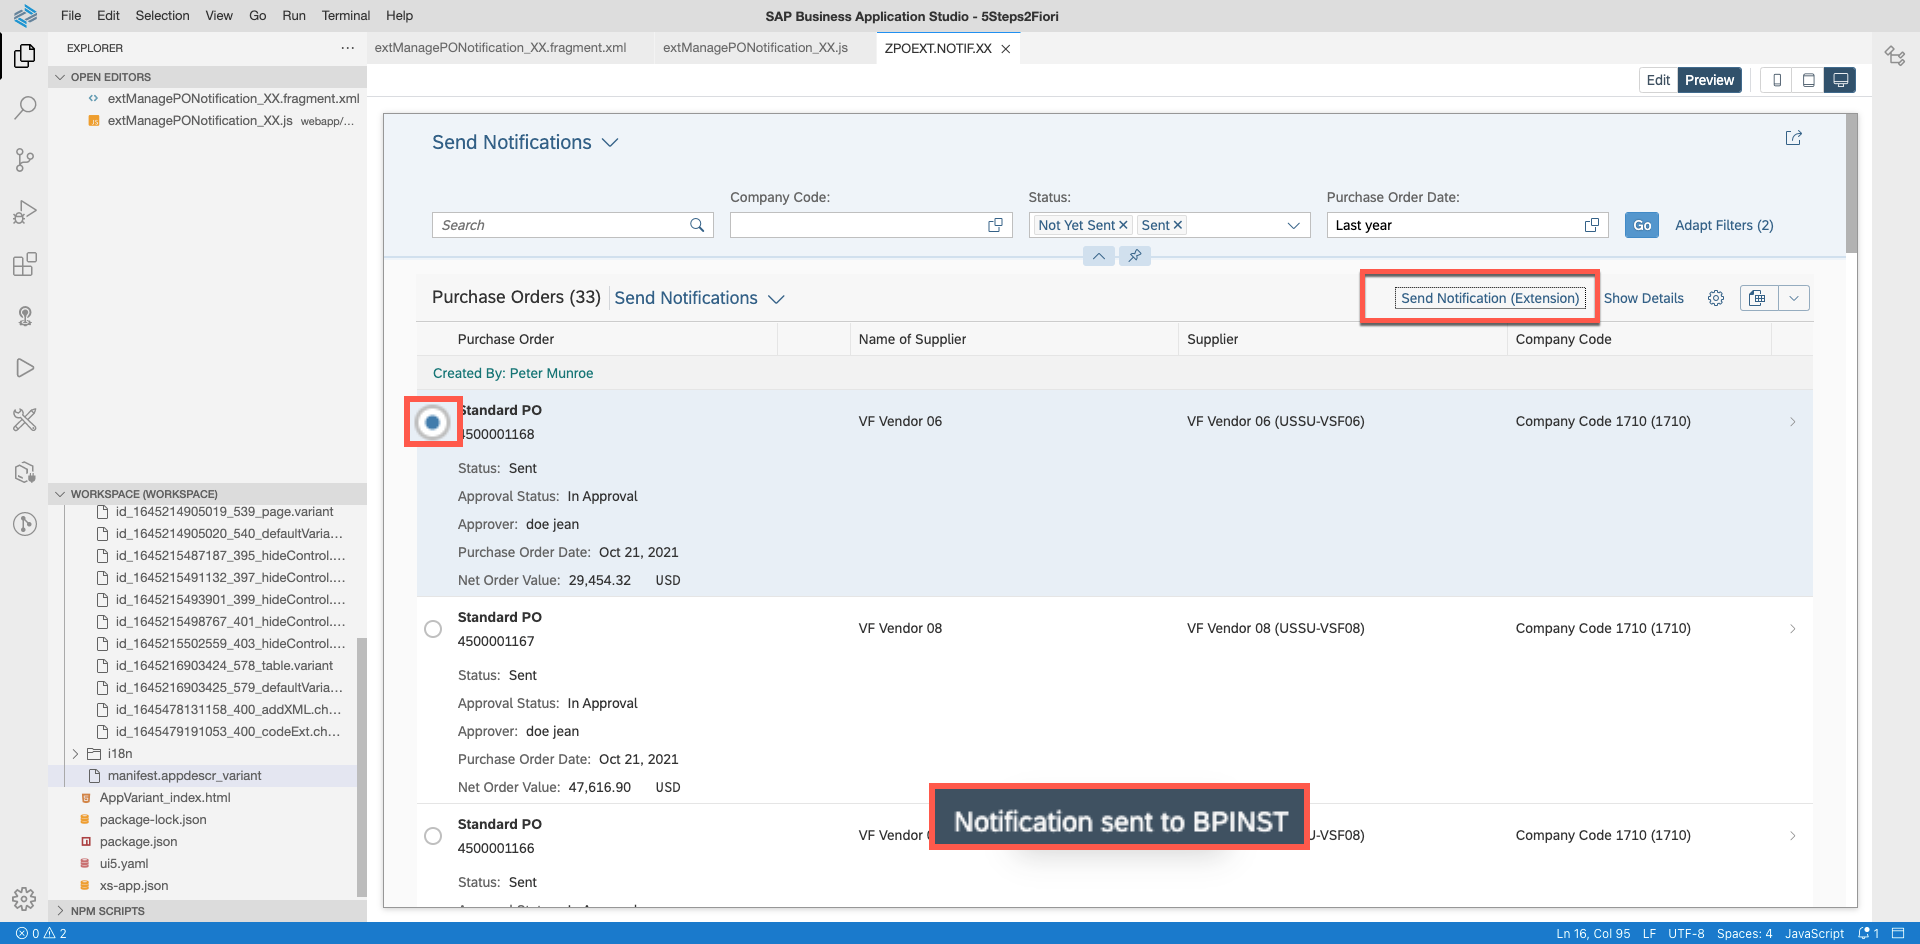 File Edit Selection View Go Run Terminal Help
SAP Business Application Studio - 5Steps2Fiori
EXPLORER ···
extManagePONotification_XX.fragment.xml
extManagePONotification_XX.js
ZPOEXT.NOTIF.XX
OPEN EDITORS
extManagePONotification_XX.fragment.xml
extManagePONotification_XX.js webapp/...
Edit Preview
Send Notifications
Company Code: Status: Purchase Order Date:
Search Not Yet Sent Sent Last year Go Adapt Filters (2)
Purchase Orders (33) Send Notifications Send Notification (Extension) Show Details
Purchase Order Name of Supplier Supplier Company Code
Created By: Peter Munroe
Standard PO
4500001168
VF Vendor 06 VF Vendor 06 (USSU-VSF06) Company Code 1710 (1710)
Status: Sent
Approval Status: In Approval
Approver: doe jean
Purchase Order Date: Oct 21, 2021
Net Order Value: 29,454.32 USD
Standard PO
4500001167
VF Vendor 08 VF Vendor 08 (USSU-VSF08) Company Code 1710 (1710)
Status: Sent
Approval Status: In Approval
Approver: doe jean
Purchase Order Date: Oct 21, 2021
Net Order Value: 47,616.90 USD
Standard PO
4500001166
VF Vendor J-VSF08) Company Code 1710 (1710)
Status: Sent
Notification sent to BPINST
WORKSPACE (WORKSPACE)
id_1645214905019_539_page.variant
id_1645214905020_540_defaultVaria...
id_1645215487187_395_hideControl....
id_1645215491132_397_hideControl....
id_1645215493901_399_hideControl....
id_1645215498767_401_hideControl....
id_1645215502559_403_hideControl....
id_1645216903424_578_table.variant
id_1645216903425_579_defaultVaria...
id_1645478131158_400_addXML.ch...
id_1645479191053_400_codeExt.ch...
i18n
manifest.appdescr_variant
AppVariant_index.html
package-lock.json
package.json
ui5.yaml
xs-app.json
NPM SCRIPTS
0 2
Ln 16, Col 95 LF UTF-8 Spaces: 4 JavaScript 1